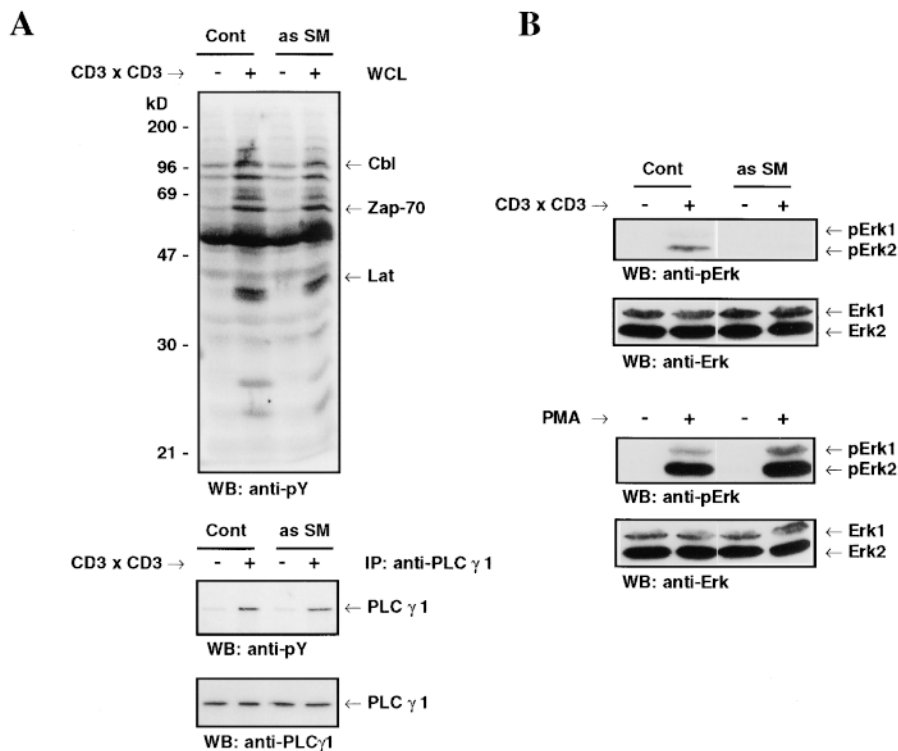 A
Cont as SM
CD3 x CD3 → - + - + WCL
kD
200 -
96 - ← Cbl
69 -
← Zap-70
47 -
← Lat
30 -
21 -
WB: anti-pY
Cont as SM
CD3 x CD3 → - + - + IP: anti-PLC γ 1
← PLC γ 1
WB: anti-pY
← PLC γ 1
WB: anti-PLCγ1
B
Cont as SM
CD3 x CD3 → - + - +
← pErk1
← pErk2
WB: anti-pErk
← Erk1
← Erk2
WB: anti-Erk
PMA → - + - +
← pErk1
← pErk2
WB: anti-pErk
← Erk1
← Erk2
WB: anti-Erk